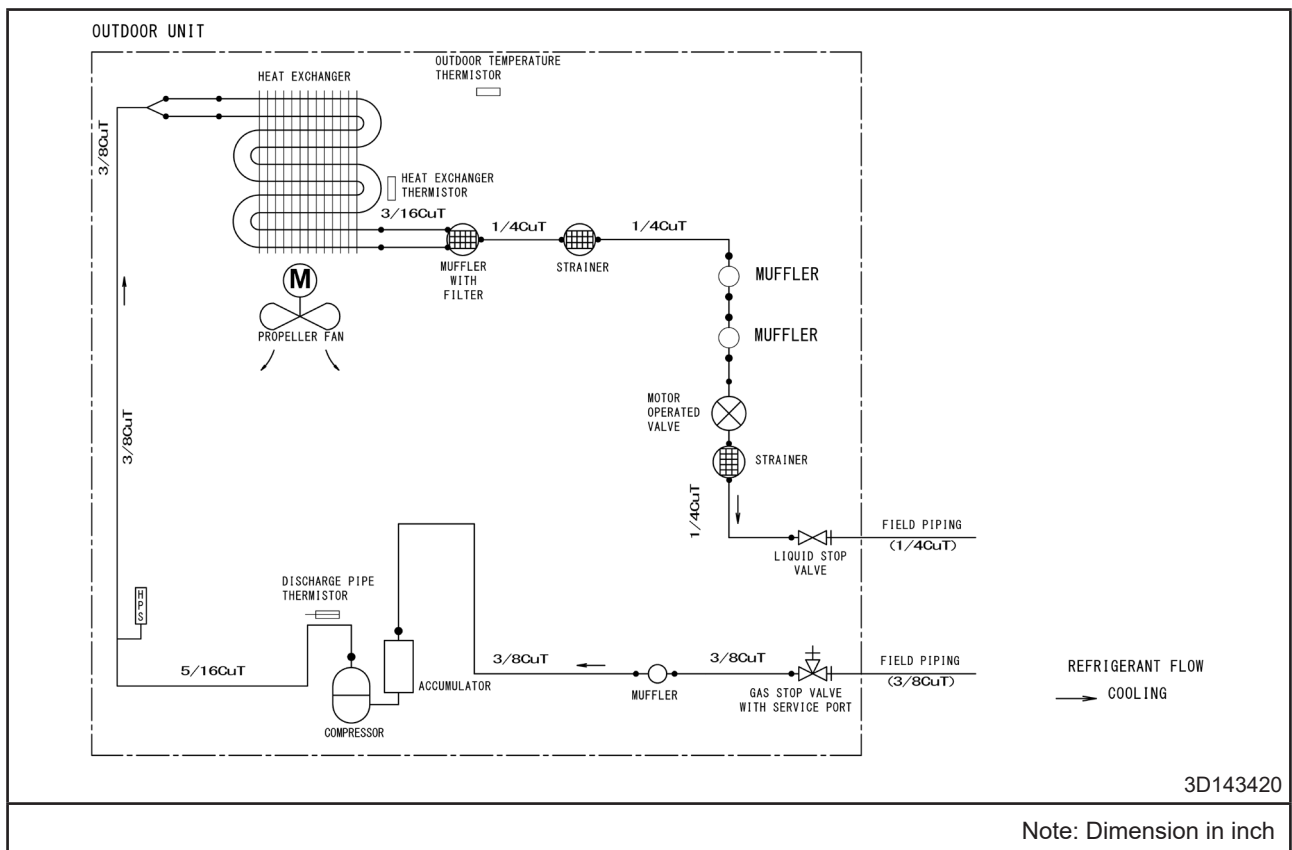 OUTDOOR UNIT
OUTDOOR TEMPERATURE
THERMISTOR
HEAT EXCHANGER
3/8CuT
HEAT EXCHANGER
THERMISTOR
3/16CuT
1/4CuT
1/4CuT
MUFFLER
WITH
FILTER
STRAINER
MUFFLER
M
PROPELLER FAN
MUFFLER
3/8CuT
MOTOR
OPERATED
VALVE
STRAINER
1/4CuT
FIELD PIPING
(1/4CuT)
LIQUID STOP
VALVE
HPS
DISCHARGE PIPE
THERMISTOR
5/16CuT
ACCUMULATOR
COMPRESSOR
3/8CuT
MUFFLER
3/8CuT
GAS STOP VALVE
WITH SERVICE PORT
FIELD PIPING
(3/8CuT)
REFRIGERANT FLOW
COOLING
3D143420
Note: Dimension in inch